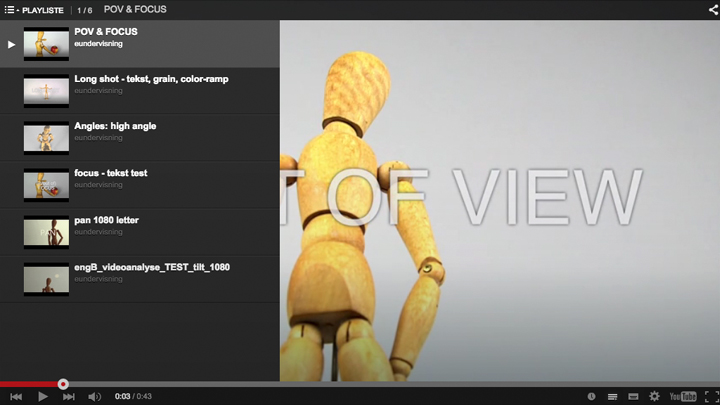 PLAYLISTE
1 / 6
POV & FOCUS
POV & FOCUS
eundervisning
Long shot - tekst, grain, color-ramp
eundervisning
Angles: high angle
eundervisning
focus - tekst test
eundervisning
pan 1080 letter
eundervisning
engB_videoanalyse_TEST_tilt_1080
eundervisning
T OF VIEW
0:03 / 0:43
YouTube